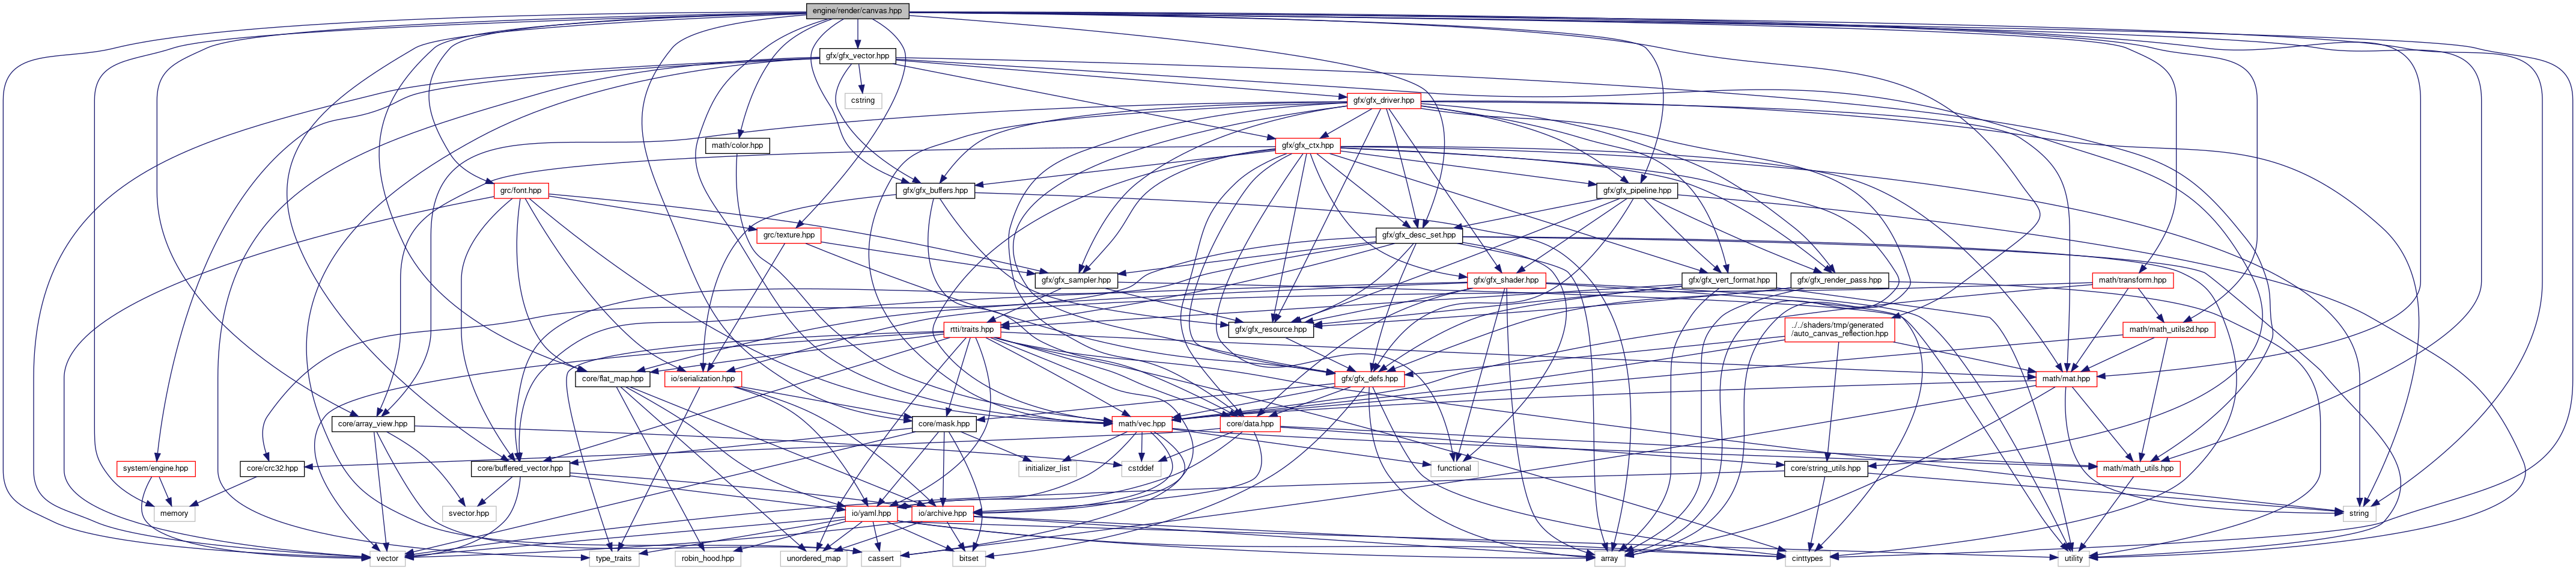 engine/render/canvas.hpp
gfx/gfx_vector.hpp
cstring
gfx/gfx_driver.hpp
math/color.hpp
gfx/gfx_ctx.hpp
grc/font.hpp
gfx/gfx_buffers.hpp
gfx/gfx_pipeline.hpp
grc/texture.hpp
gfx/gfx_desc_set.hpp
gfx/gfx_sampler.hpp
gfx/gfx_shader.hpp
gfx/gfx_vert_format.hpp
gfx/gfx_render_pass.hpp
math/transform.hpp
rtti/traits.hpp
gfx/gfx_resource.hpp
../../shaders/tmp/generated
/auto_canvas_reflection.hpp
math/math_utils2d.hpp
core/flat_map.hpp
io/serialization.hpp
gfx/gfx_defs.hpp
math/mat.hpp
core/array_view.hpp
core/mask.hpp
math/vec.hpp
core/data.hpp
system/engine.hpp
core/crc32.hpp
core/buffered_vector.hpp
initializer_list
cstddef
functional
core/string_utils.hpp
math/math_utils.hpp
memory
svector.hpp
io/yaml.hpp
io/archive.hpp
string
vector
type_traits
robin_hood.hpp
unordered_map
cassert
bitset
array
cinttypes
utility